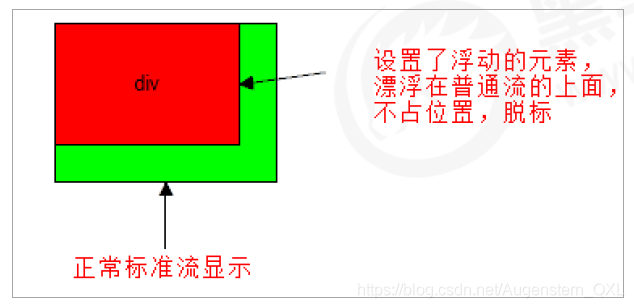 div
设置了浮动的元素，
漂浮在普通流的上面，
不占位置，脱标
正常标准流显示
https://blog.csdn.net/Augenstern_QXL